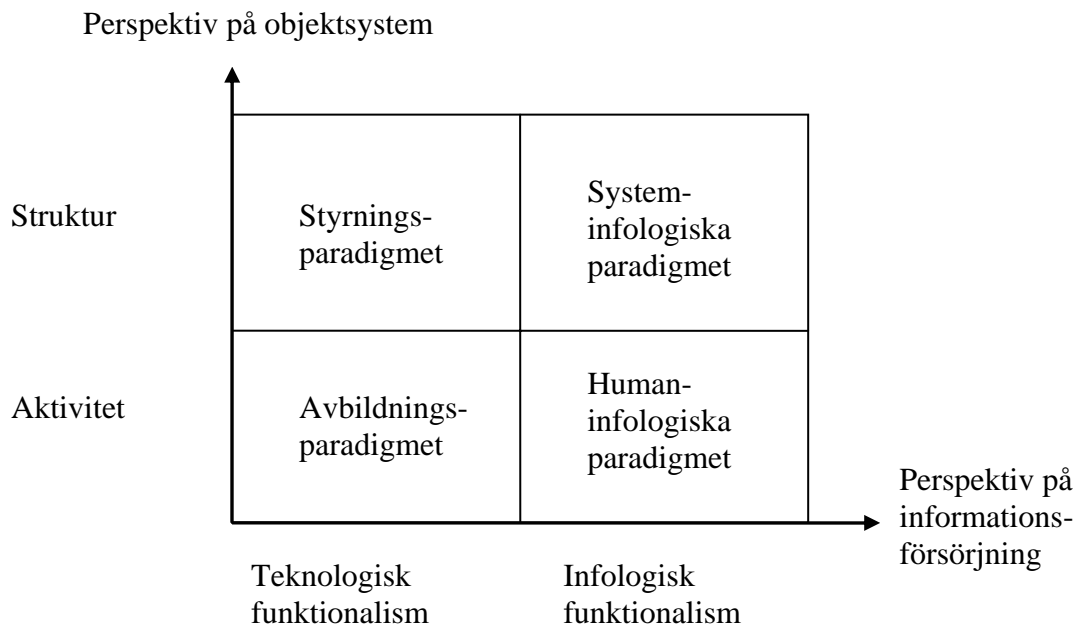 Perspektiv på objektsystem
Struktur
Styrnings-
paradigmet
System-
infologiska
paradigmet
Aktivitet
Avbildnings-
paradigmet
Human-
infologiska
paradigmet
Perspektiv på
informations-
försörjning
Teknologisk
funktionalism
Infologisk
funktionalism